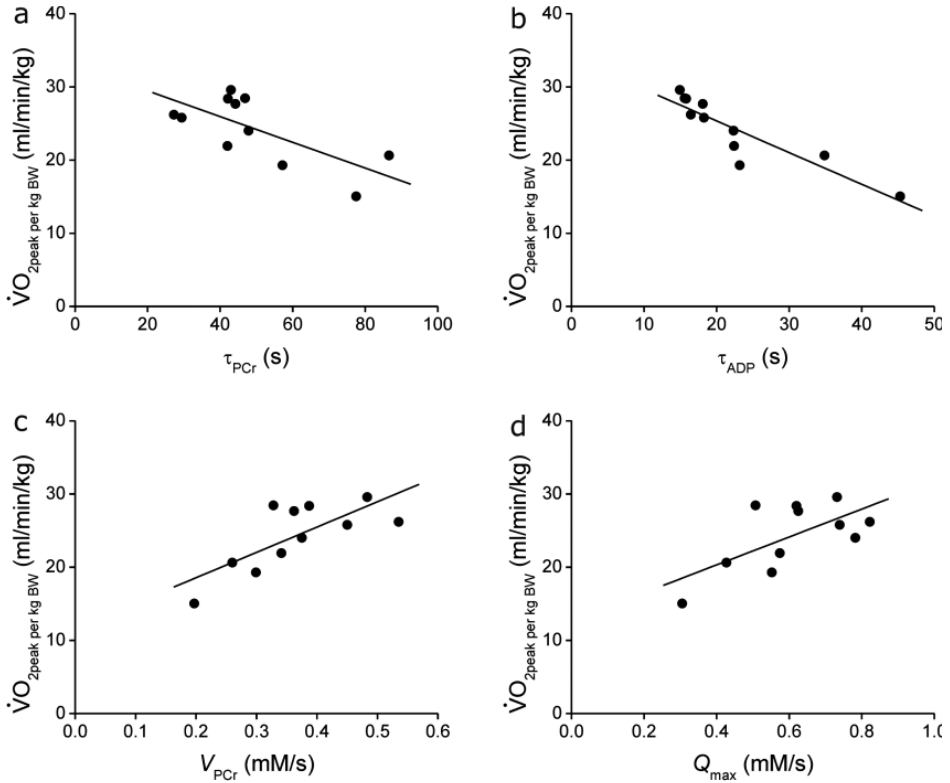 a
40
30
20
10
0
V̇O2peak per kg BW (ml/min/kg)
0 20 40 60 80 100
τPCr (s)
b
40
30
20
10
0
V̇O2peak per kg BW (ml/min/kg)
0 10 20 30 40 50
τADP (s)
c
40
30
20
10
0
V̇O2peak per kg BW (ml/min/kg)
0.0 0.1 0.2 0.3 0.4 0.5 0.6
VPCr (mM/s)
d
40
30
20
10
0
V̇O2peak per kg BW (ml/min/kg)
0.0 0.2 0.4 0.6 0.8 1.0
Qmax (mM/s)